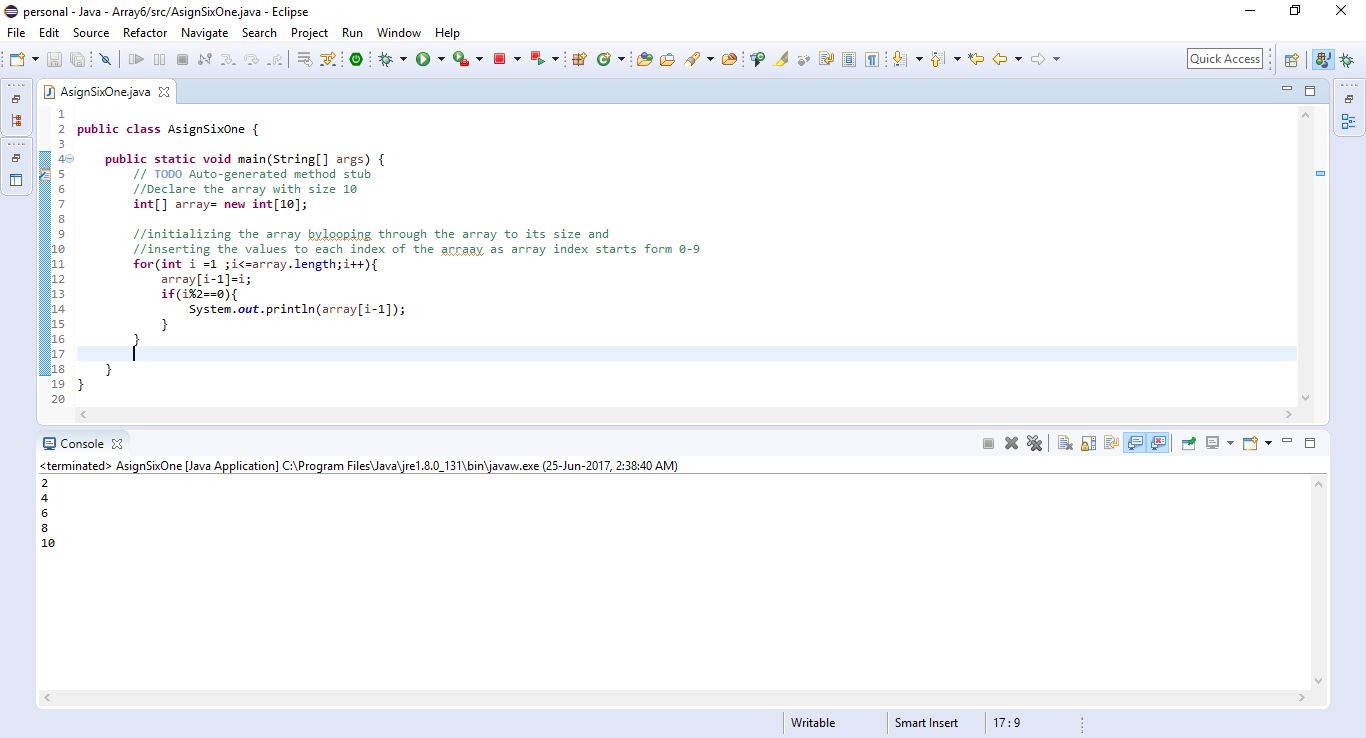 personal - Java - Array6/src/AsignSixOne.java - Eclipse
File Edit Source Refactor Navigate Search Project Run Window Help
Quick Access
AsignSixOne.java
1
2 public class AsignSixOne {
3
4 public static void main(String[] args) {
5 // TODO Auto-generated method stub
6 //Declare the array with size 10
7 int[] array= new int[10];
8
9 //initializing the array bylooping through the array to its size and
10 //inserting the values to each index of the arraay as array index starts form 0-9
11 for(int i =1 ;i<=array.length;i++){
12 array[i-1]=i;
13 if(i%2==0){
14 System.out.println(array[i-1]);
15 }
16 }
17
18 }
19 }
20
Console
<terminated> AsignSixOne [Java Application] C:\Program Files\Java\jre1.8.0_131\bin\javaw.exe (25-Jun-2017, 2:38:40 AM)
2
4
6
8
10
Writable Smart Insert 17 : 9